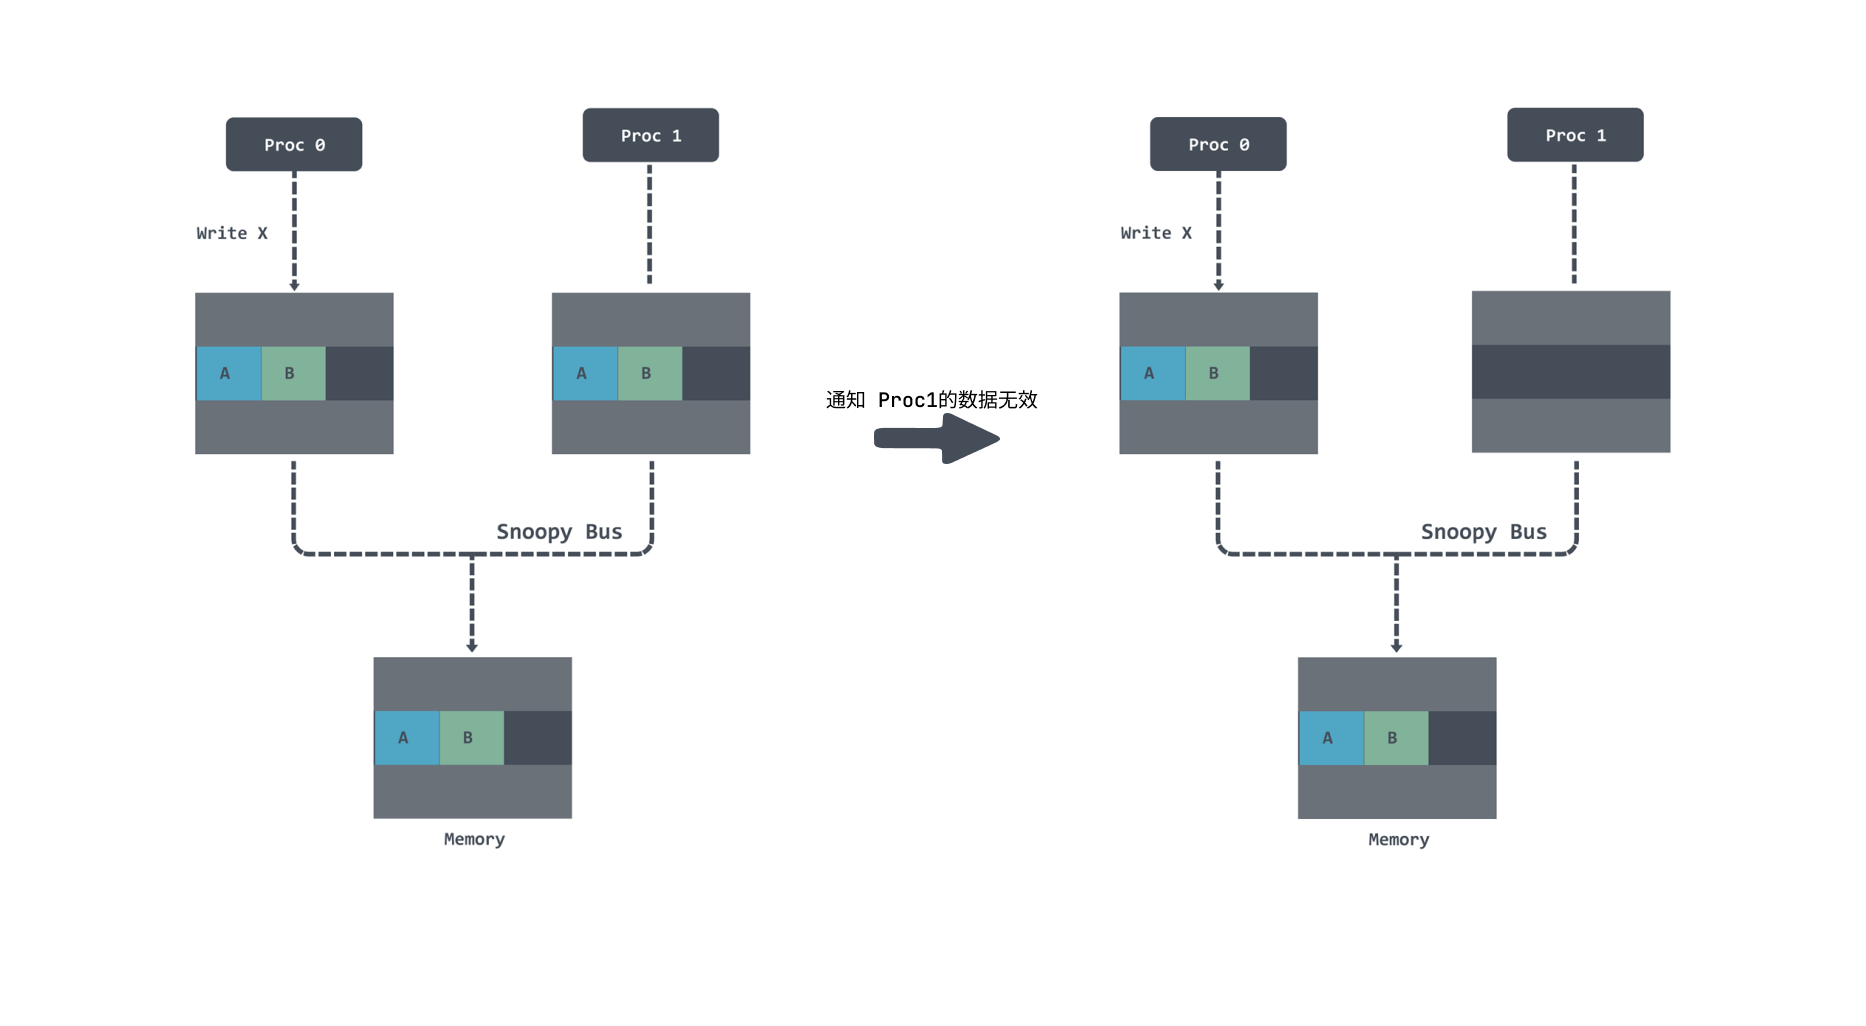 Proc 0
Proc 1
Write X
A B
A B
Snoopy Bus
A B
Memory
通知 Proc1的数据无效
Proc 0
Proc 1
Write X
A B
Snoopy Bus
A B
Memory